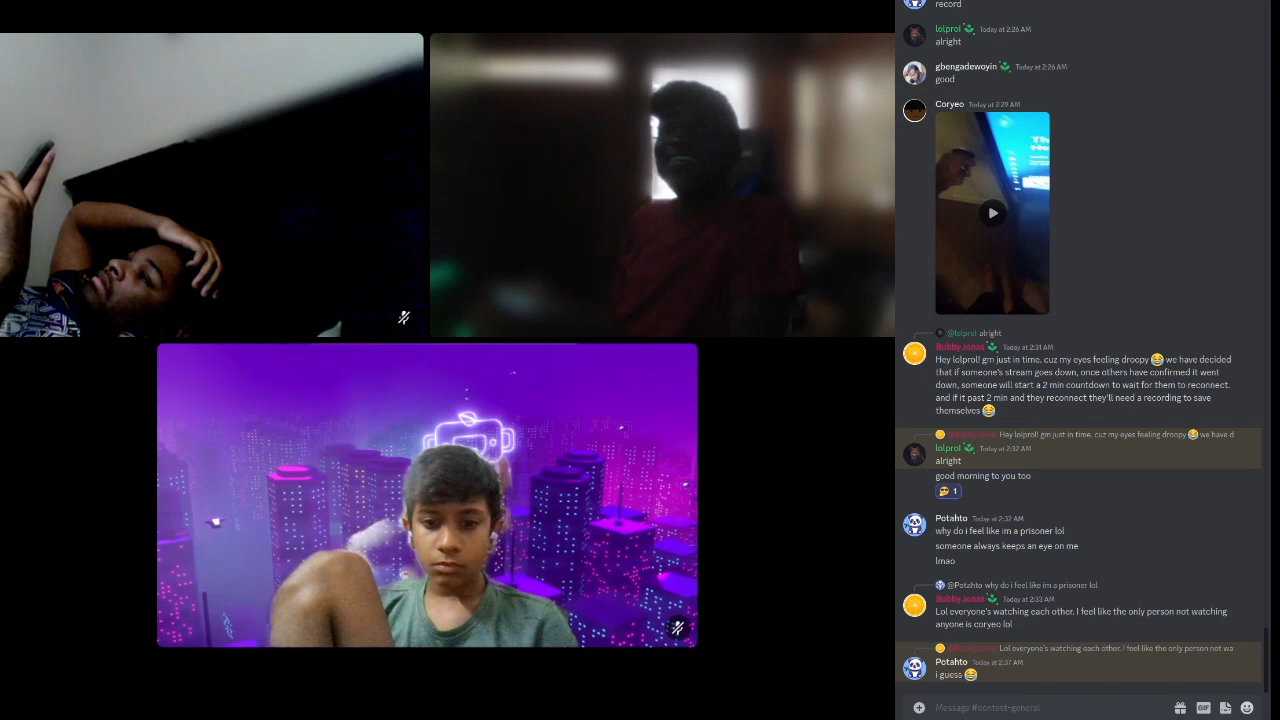 record
lolprol Today at 2:26 AM
alright
gbengadewoyin Today at 2:26 AM
good
Coryeo Today at 2:29 AM
@lolprol alright
BobbyJonas Today at 2:31 AM
Hey lolprol! gm just in time. cuz my eyes feeling droopy 😂 we have decided
that if someone's stream goes down, once others have confirmed it went
down, someone will start a 2 min countdown to wait for them to reconnect.
and if it past 2 min and they reconnect they'll need a recording to save
themselves 😂
Hey lolprol! gm just in time. cuz my eyes feeling droopy 😂 we have d
lolprol Today at 2:32 AM
alright
good morning to you too
1
Potahto Today at 2:32 AM
why do i feel like im a prisoner lol
someone always keeps an eye on me
lmao
@Potahto why do i feel like im a prisoner lol
BobbyJonas Today at 2:33 AM
Lol everyone's watching each other. I feel like the only person not watching
anyone is coryeo lol
Lol everyone's watching each other. I feel like the only person not wa
Potahto Today at 2:37 AM
i guess 😂
Message #contest-general
GIF